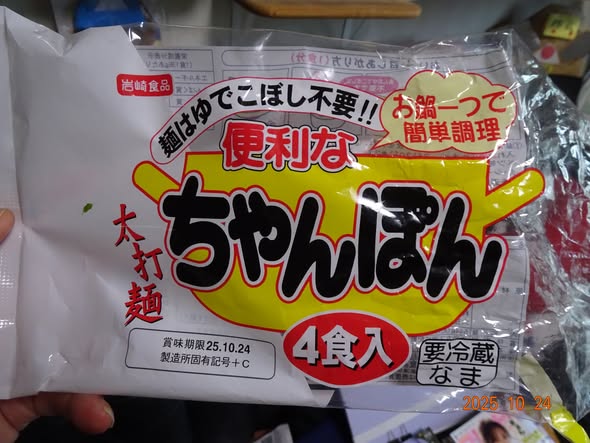 岩崎食品
麺はゆでこぼし不要!!
お鍋一つで
簡単調理
便利な
ちゃんぽん
太打麺
4食入
賞味期限25.10.24
製造所固有記号+C
要冷蔵
なま
2025 10 24